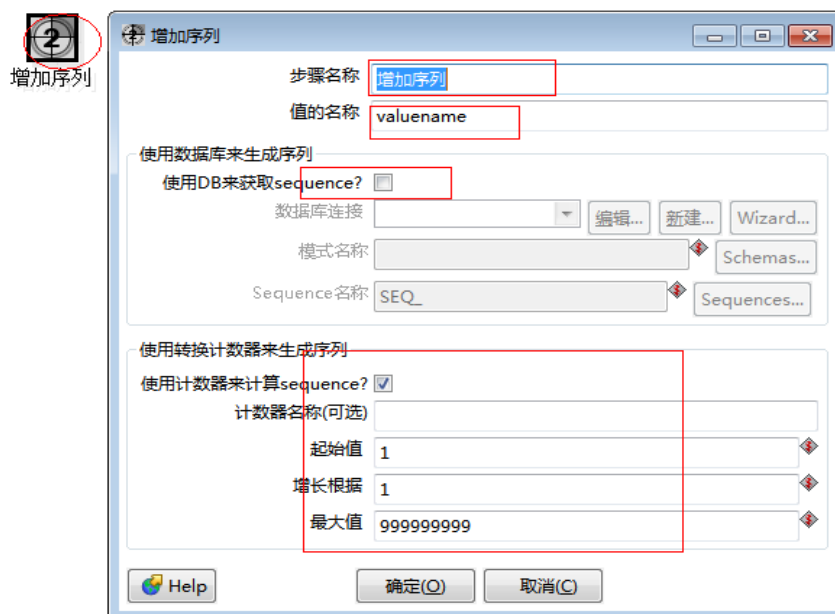 2
增加序列
增加序列
步骤名称 增加序列
值的名称 valuename
使用数据库来生成序列
使用DB来获取sequence?
数据库连接 编辑... 新建... Wizard...
模式名称 Schemas...
Sequence名称 SEQ_ Sequences...
使用转换计数器来生成序列
使用计数器来计算sequence?
计数器名称(可选)
起始值 1
增长根据 1
最大值 999999999
Help 确定(O) 取消(C)